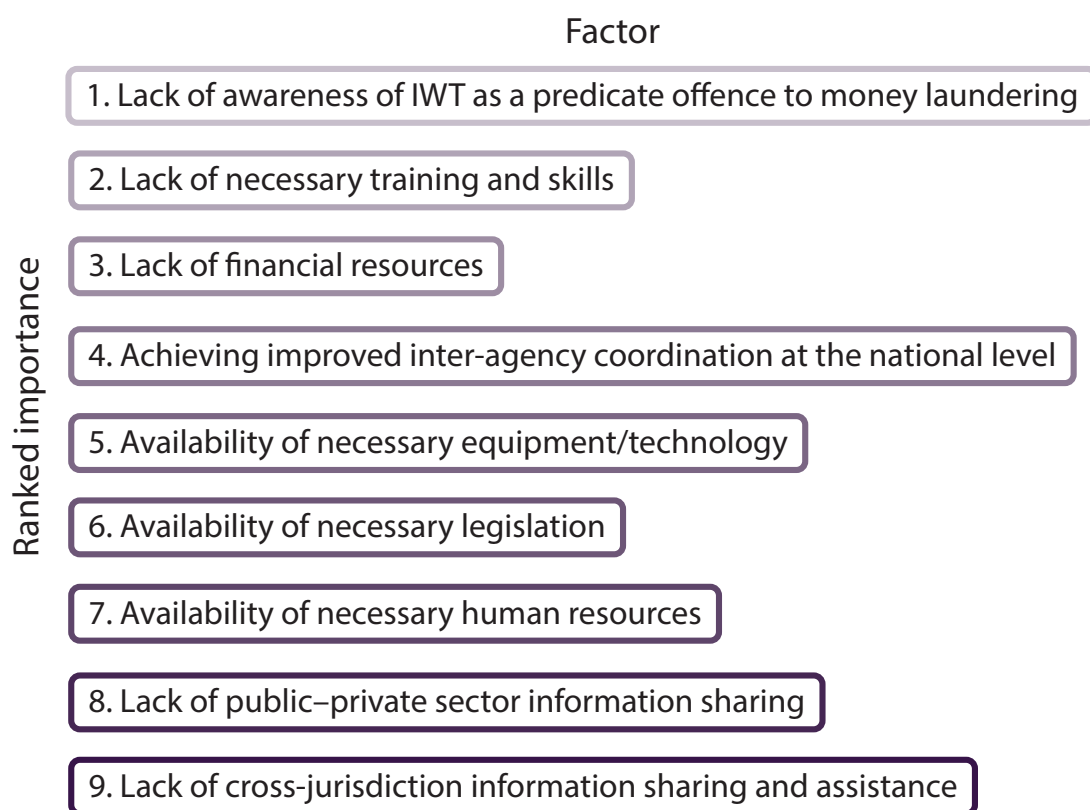 Factor
1. Lack of awareness of IWT as a predicate offence to money laundering
2. Lack of necessary training and skills
3. Lack of financial resources
4. Achieving improved inter-agency coordination at the national level
5. Availability of necessary equipment/technology
6. Availability of necessary legislation
7. Availability of necessary human resources
8. Lack of public–private sector information sharing
9. Lack of cross-jurisdiction information sharing and assistance
Ranked importance